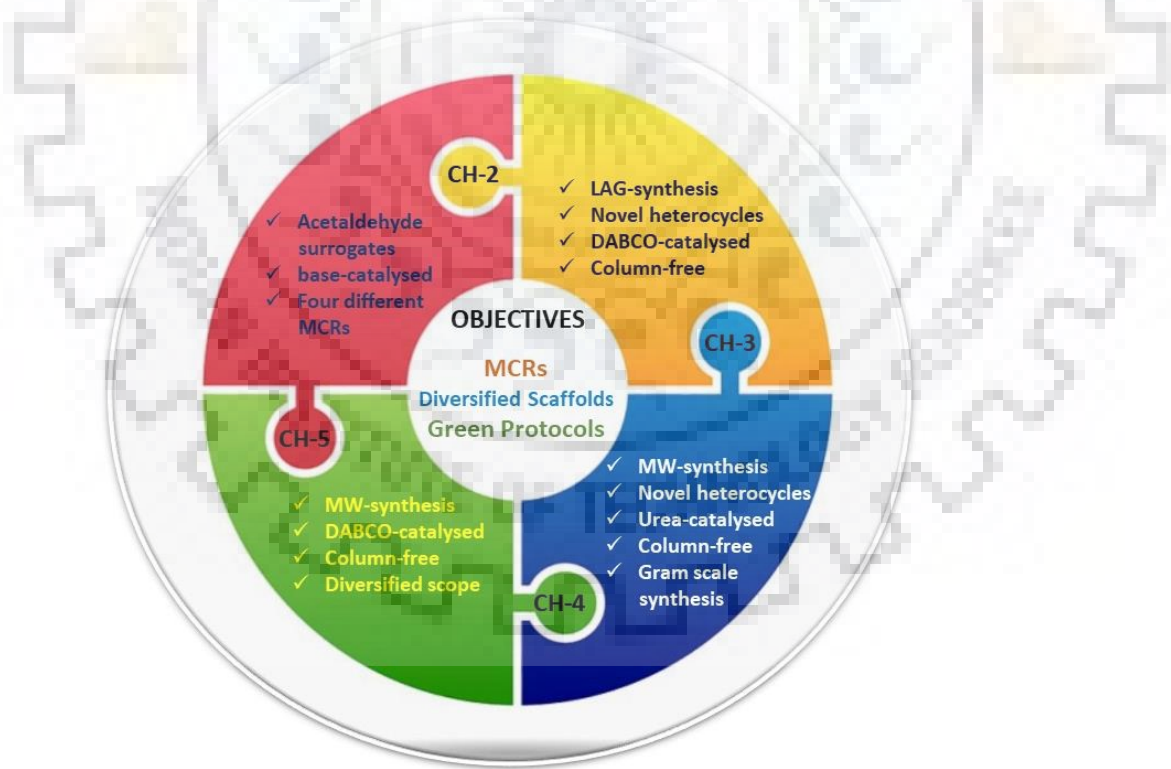 CH-2
✓ LAG-synthesis
✓ Novel heterocycles
✓ DABCO-catalysed
✓ Column-free
✓ Acetaldehyde
surrogates
✓ base-catalysed
✓ Four different
MCRs
OBJECTIVES
MCRs
Diversified Scaffolds
Green Protocols
CH-3
✓ MW-synthesis
✓ Novel heterocycles
✓ Urea-catalysed
✓ Column-free
✓ Gram scale
synthesis
CH-5
✓ MW-synthesis
✓ DABCO-catalysed
✓ Column-free
✓ Diversified scope
CH-4